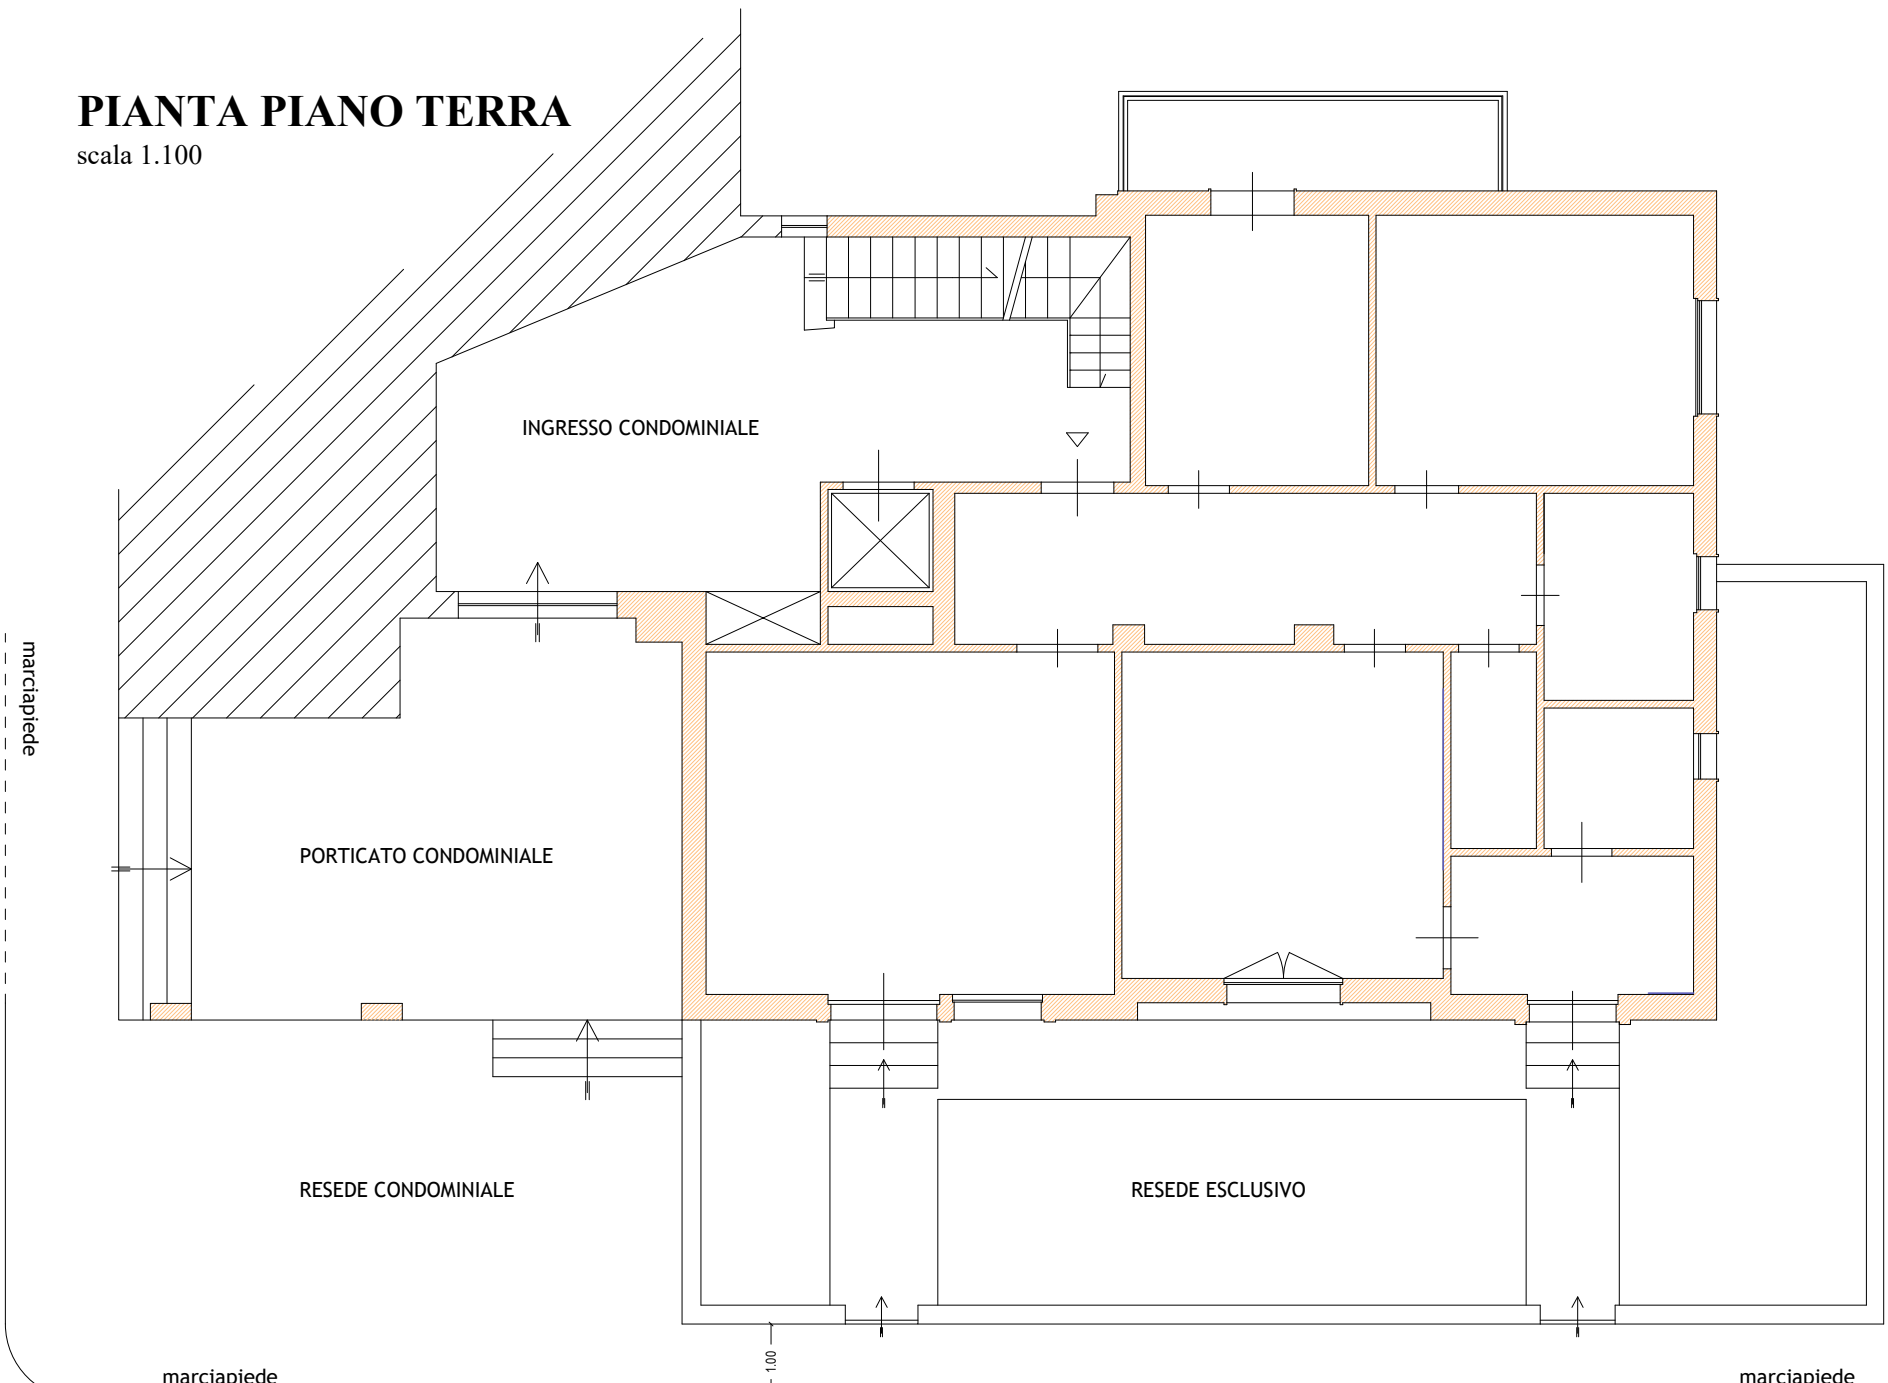 PIANTA PIANO TERRA
scala 1.100
INGRESSO CONDOMINIALE
marciapiede
PORTICATO CONDOMINIALE
RESEDE CONDOMINIALE
RESEDE ESCLUSIVO
1.00
marciapiede
marciapiede